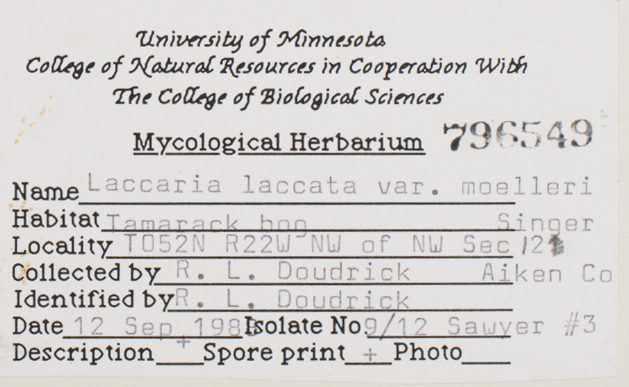 University of Minnesota
College of Natural Resources in Cooperation With
The College of Biological Sciences
Mycological Herbarium 796549
Name Laccaria laccata var. moelleri
Habitat Tamarack bog Singer
Locality T052N R22W NW of NW Sec 12
Collected by R. L. Doudrick Aiken Co
Identified by R. L. Doudrick
Date 12 Sep Isolate No 9/12 Sawyer #3
Description + Spore print + Photo